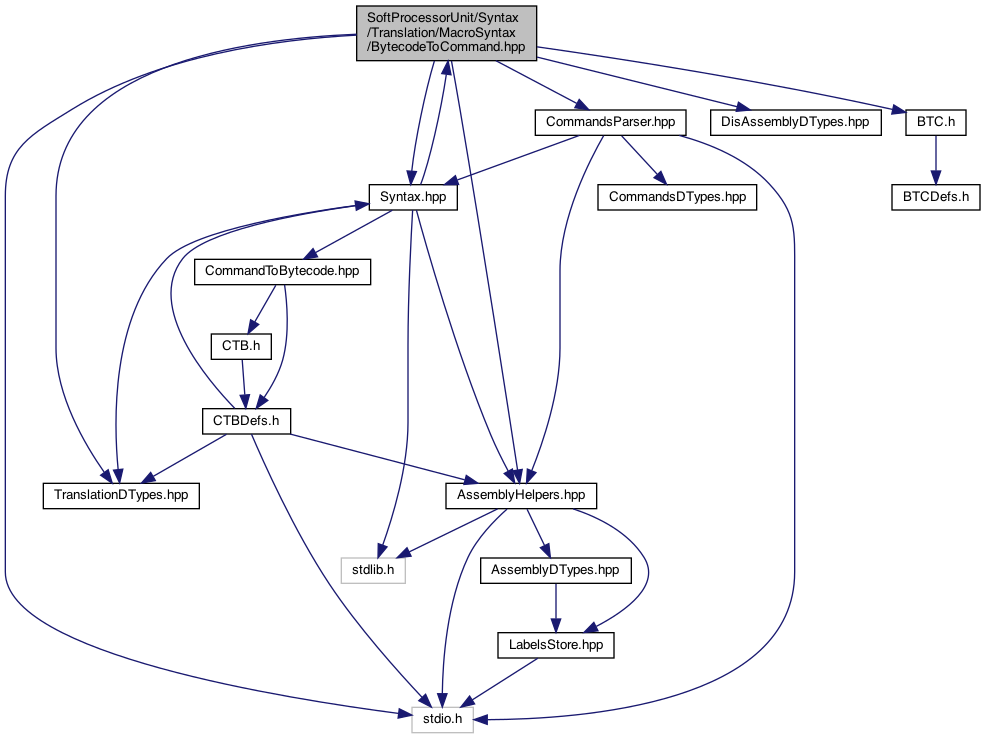 SoftProcessorUnit/Syntax
/Translation/MacroSyntax
/BytecodeToCommand.hpp
CommandsParser.hpp
DisAssemblyDTypes.hpp
BTC.h
Syntax.hpp
CommandsDTypes.hpp
BTCDefs.h
CommandToBytecode.hpp
CTB.h
CTBDefs.h
TranslationDTypes.hpp
AssemblyHelpers.hpp
stdlib.h
AssemblyDTypes.hpp
LabelsStore.hpp
stdio.h